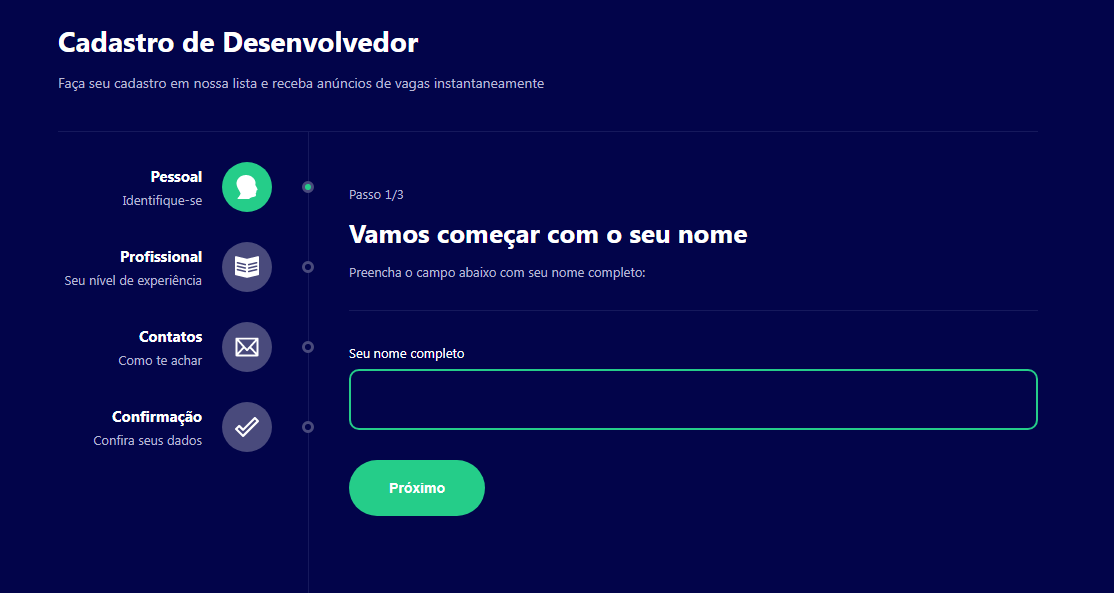 Cadastro de Desenvolvedor
Faça seu cadastro em nossa lista e receba anúncios de vagas instantaneamente
Pessoal
Identifique-se
Profissional
Seu nível de experiência
Contatos
Como te achar
Confirmação
Confira seus dados
Passo 1/3
Vamos começar com o seu nome
Preencha o campo abaixo com seu nome completo:
Seu nome completo
Próximo